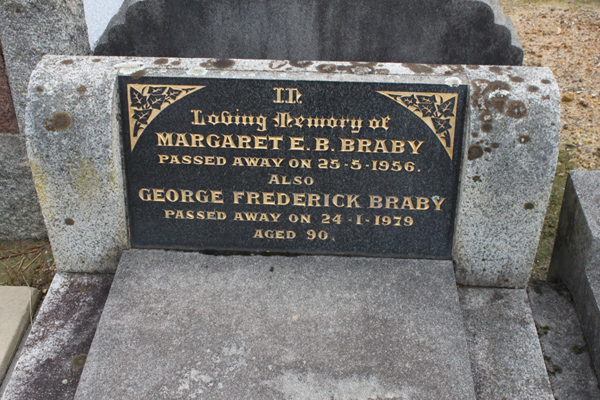 In
Loving Memory of
MARGARET E. B. BRABY
PASSED AWAY ON 25-5-1956.
ALSO
GEORGE FREDERICK BRABY
PASSED AWAY ON 24-1-1979
AGED 90.